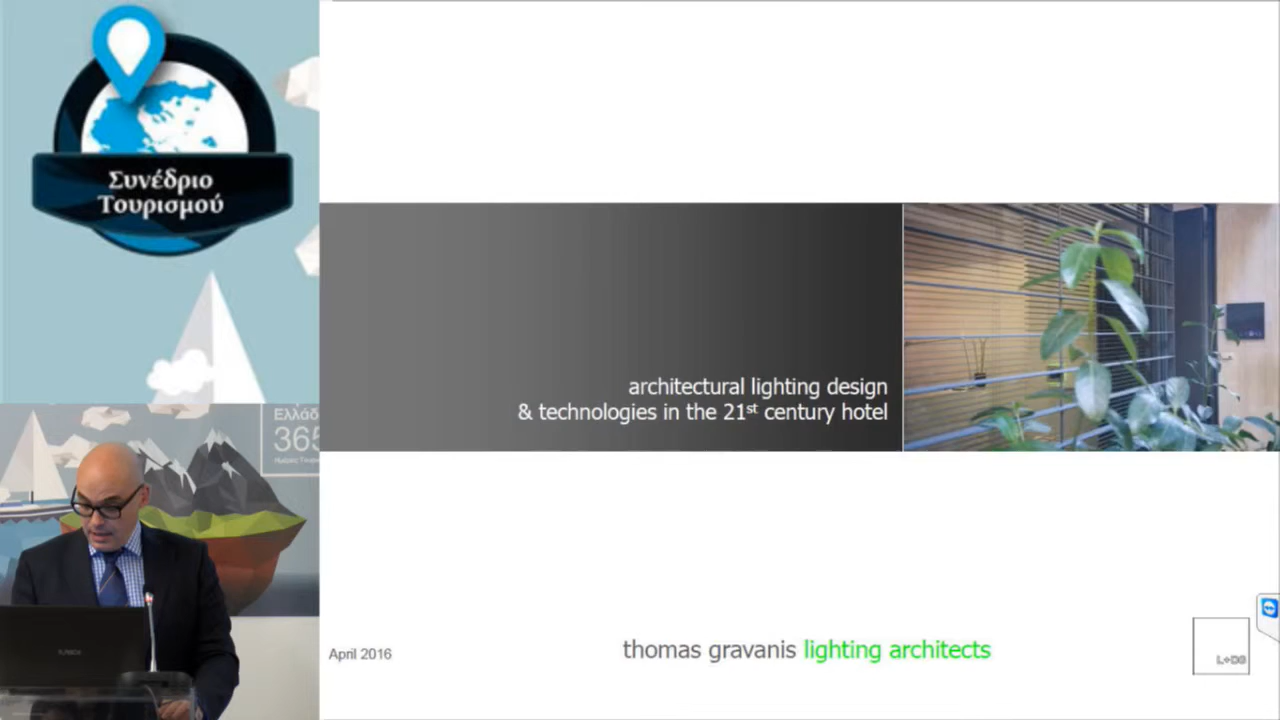 Συνέδριο
Τουρισμού
Ελλάδ
365
architectural lighting design
& technologies in the 21st century hotel
April 2016
thomas gravanis lighting architects
L+DG